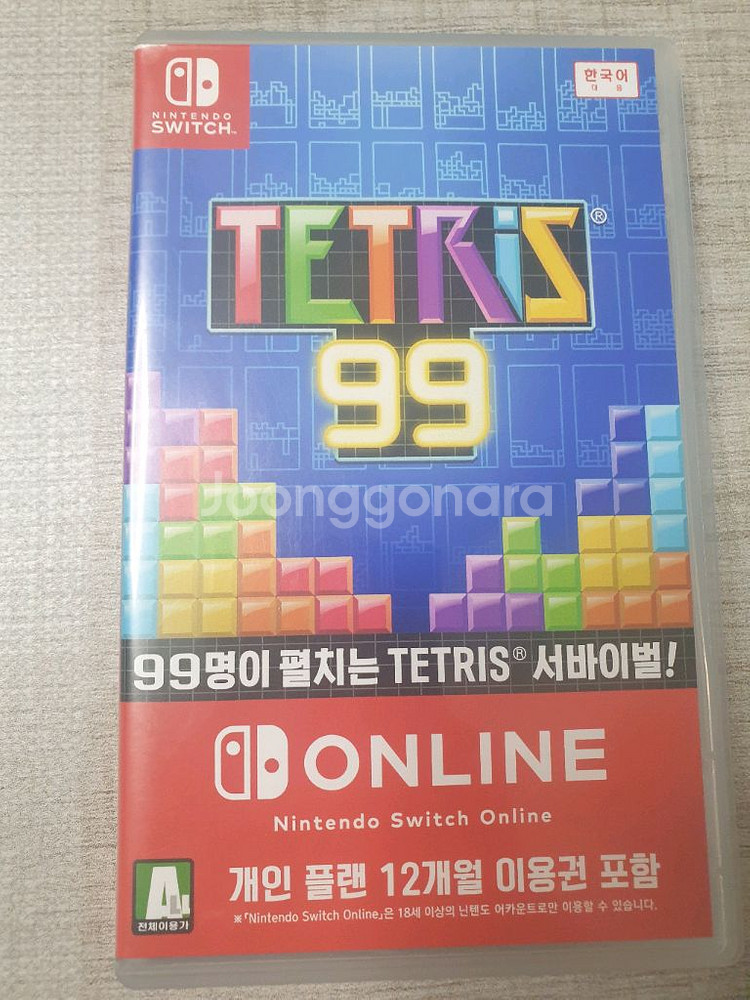 NINTENDO
SWITCH™
한국어
대응
TETRIS®
99
Joonggonara
99명이 펼치는 TETRIS® 서바이벌!
ONLINE
Nintendo Switch Online
개인 플랜 12개월 이용권 포함
※「Nintendo Switch Online」은 18세 이상의 닌텐도 어카운트로만 이용할 수 있습니다.
ALL
전체이용가